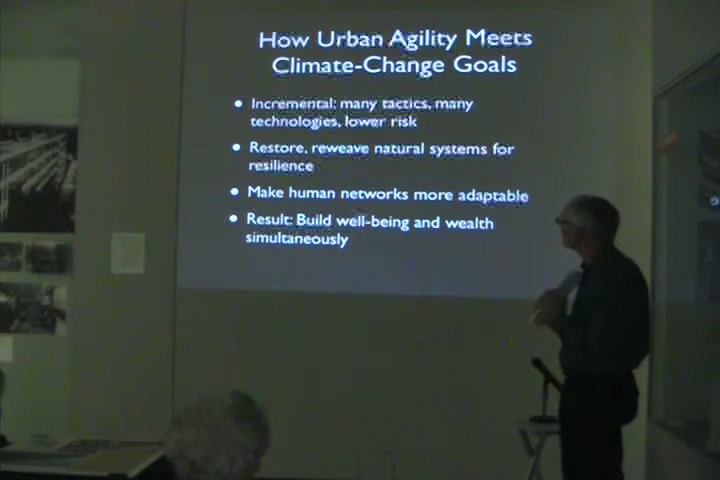 How Urban Agility Meets
Climate-Change Goals
• Incremental: many tactics, many
technologies, lower risk
• Restore, reweave natural systems for
resilience
• Make human networks more adaptable
• Result: Build well-being and wealth
simultaneously